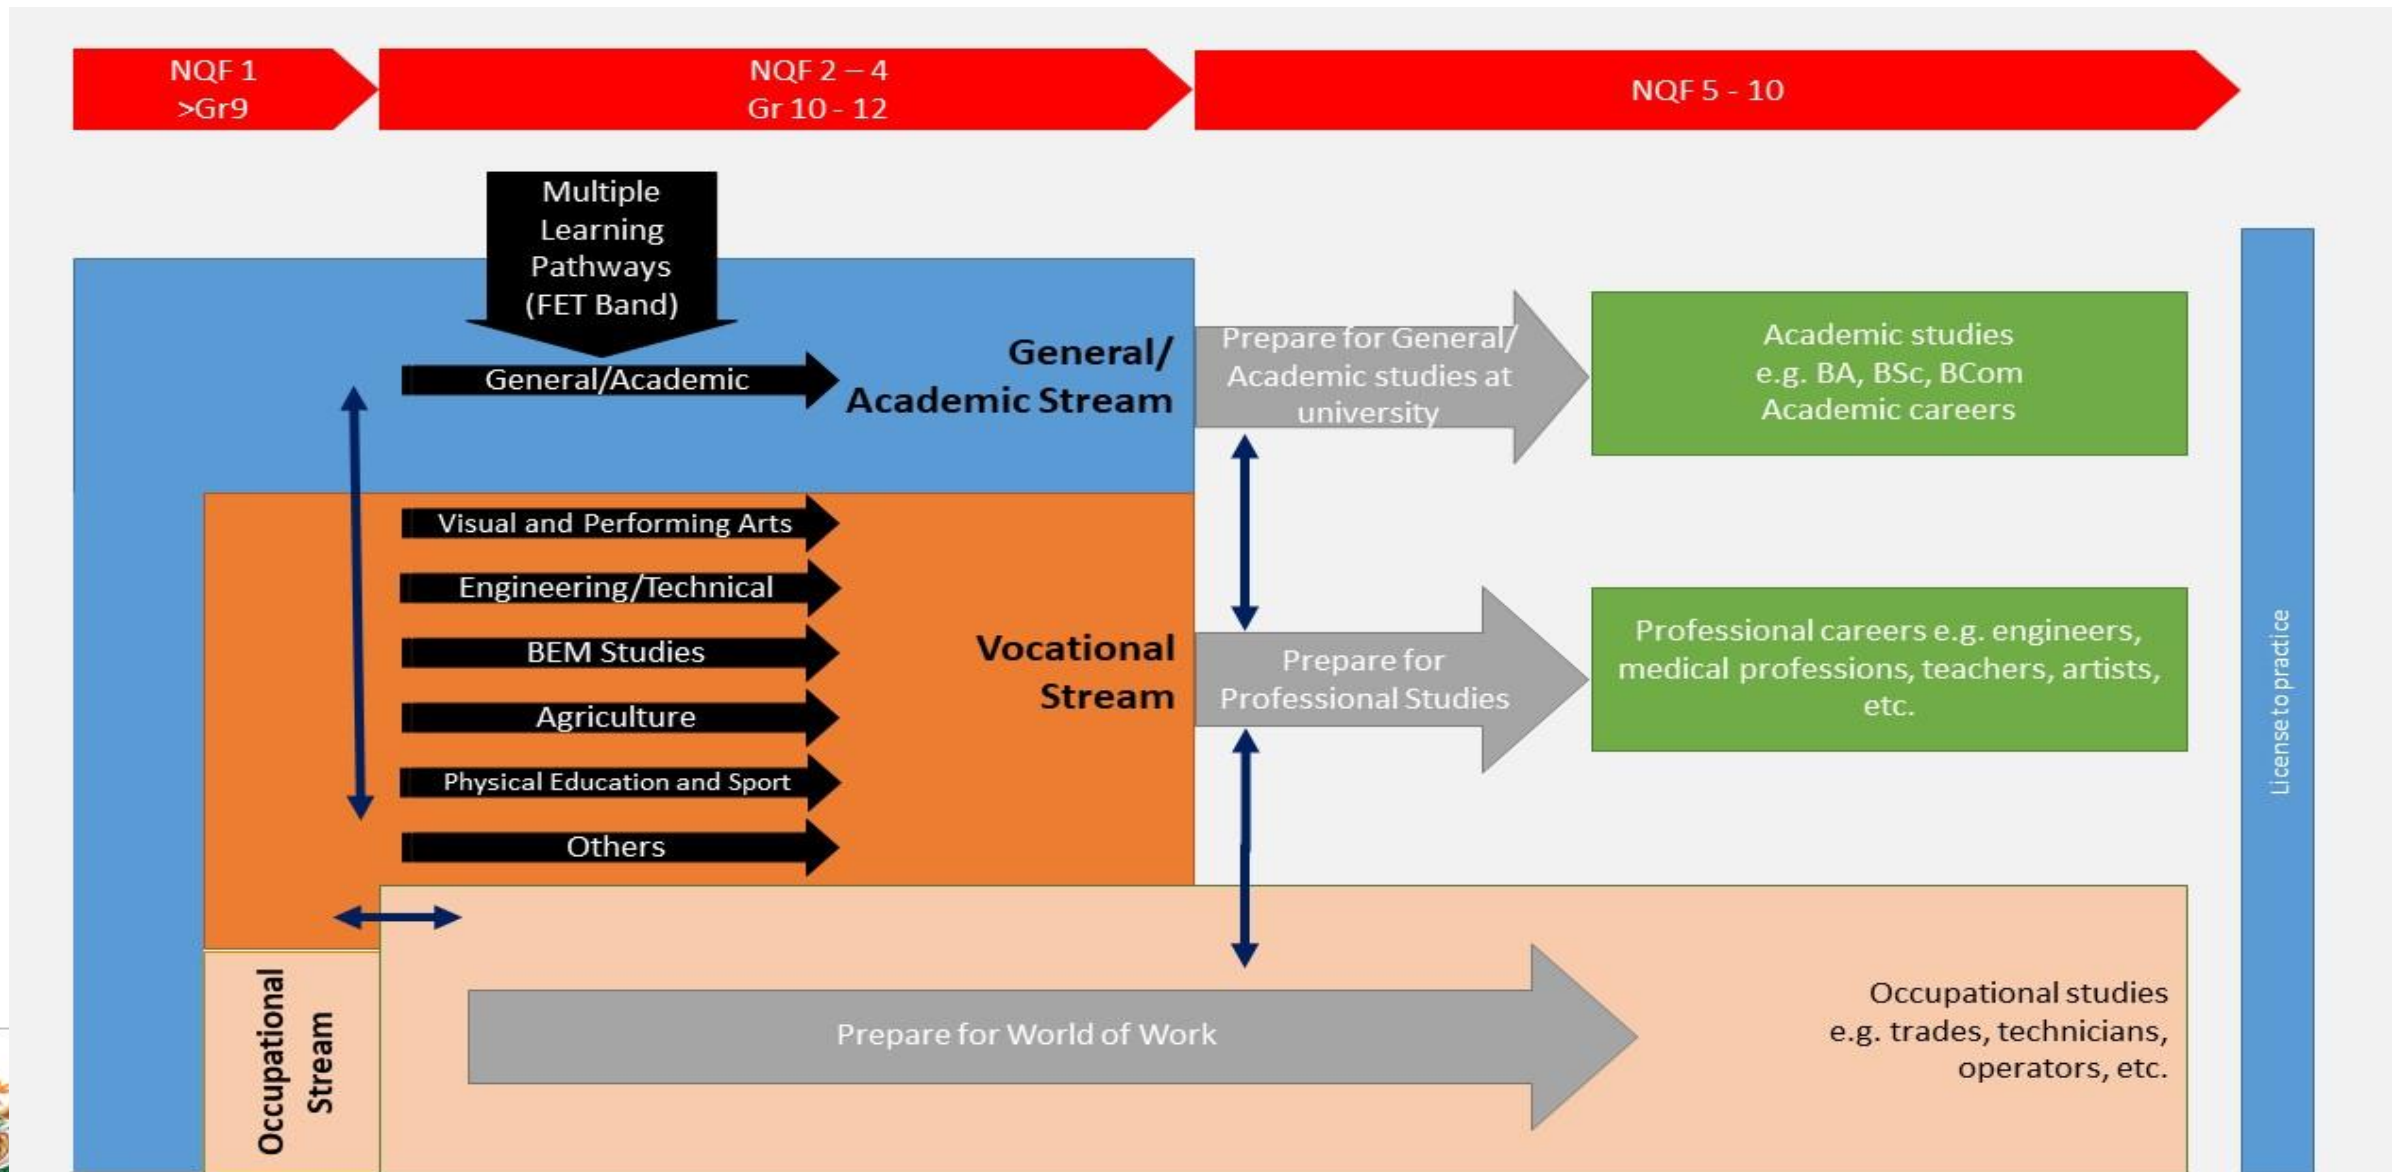 NQF 1
>Gr9
NQF 2 – 4
Gr 10 - 12
NQF 5 - 10
Multiple
Learning
Pathways
(FET Band)
General/Academic
General/
Academic Stream
Prepare for General/
Academic studies at
university
Academic studies
e.g. BA, BSc, BCom
Academic careers
Visual and Performing Arts
Engineering/Technical
BEM Studies
Agriculture
Physical Education and Sport
Others
Vocational
Stream
Prepare for
Professional Studies
Professional careers e.g. engineers,
medical professions, teachers, artists,
etc.
License to practice
Occupational
Stream
Prepare for World of Work
Occupational studies
e.g. trades, technicians,
operators, etc.